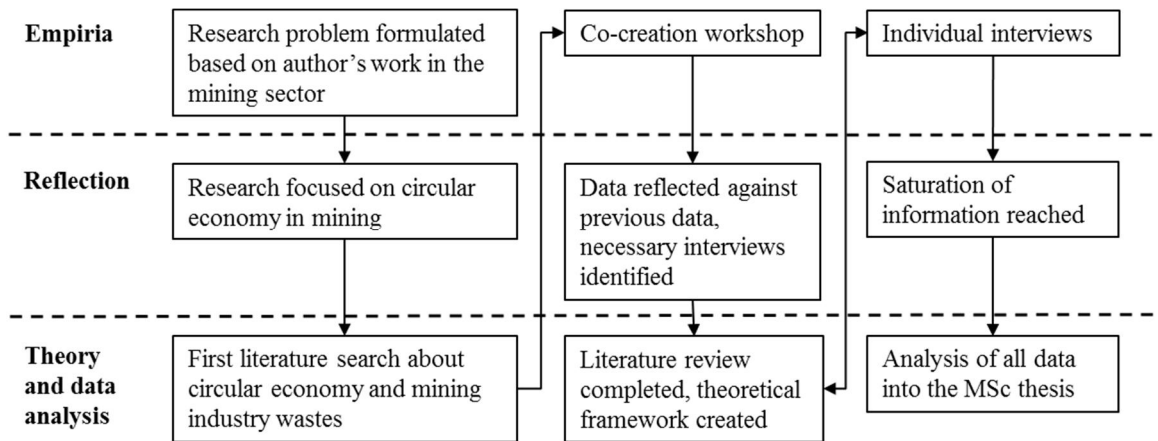 Empiria
Research problem formulated
based on author's work in the
mining sector
Co-creation workshop
Individual interviews
Reflection
Research focused on circular
economy in mining
Data reflected against
previous data,
necessary interviews
identified
Saturation of
information reached
Theory
and data
analysis
First literature search about
circular economy and mining
industry wastes
Literature review
completed, theoretical
framework created
Analysis of all data
into the MSc thesis